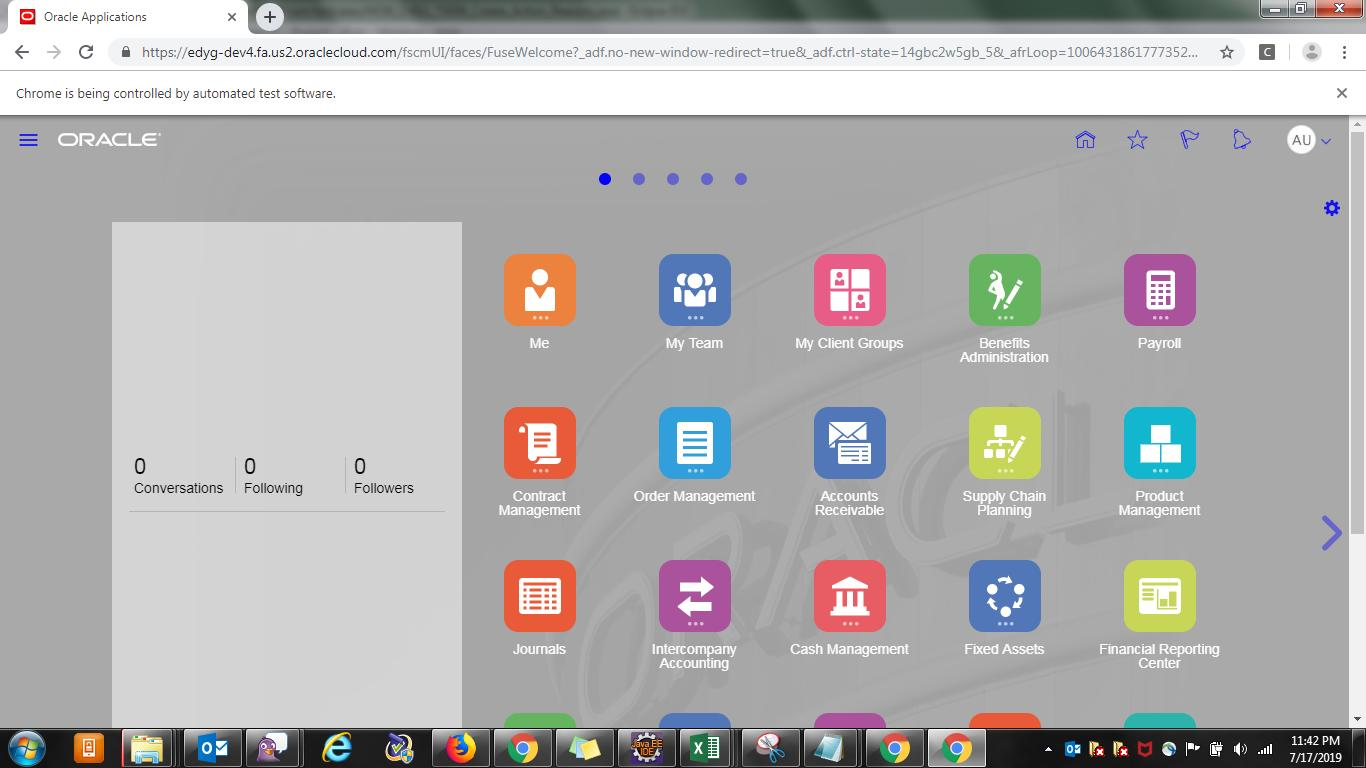 Oracle Applications
https://edyg-dev4.fa.us2.oraclecloud.com/fscmUI/faces/FuseWelcome?_adf.no-new-window-redirect=true&_adf.ctrl-state=14gbc2w5gb_5&_afrLoop=1006431861777352...
C
Chrome is being controlled by automated test software.
ORACLE
AU
Me
My Team
My Client Groups
Benefits
Administration
Payroll
0
Conversations
0
Following
0
Followers
Contract
Management
Order Management
Accounts
Receivable
Supply Chain
Planning
Product
Management
Journals
Intercompany
Accounting
Cash Management
Fixed Assets
Financial Reporting
Center
Java EE
IDE
11:42 PM
7/17/2019